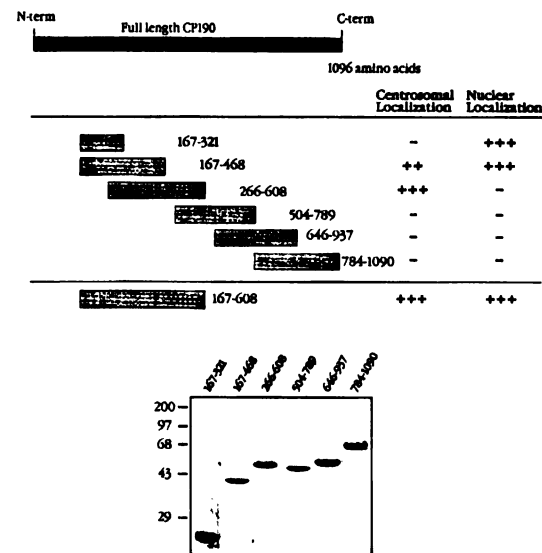 N-term
C-term
Full length CP190
1096 amino acids
Centrosomal Nuclear
Localization Localization
167-321 - +++
167-468 ++ +++
266-608 +++ -
504-789 - -
646-937 - -
784-1090 - -
167-608 +++ +++
167-321 167-468 266-608 504-789 646-937 784-1090
200 -
97 -
68 -
43 -
29 -